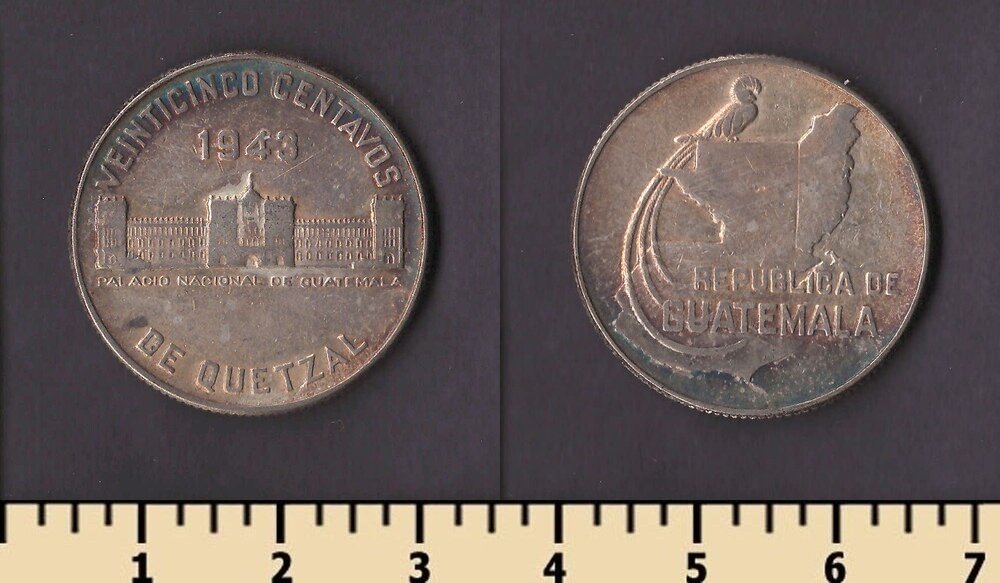 VEINTICINCO CENTAVOS
1943
PALACIO NACIONAL DE GUATEMALA
DE QUETZAL
REPUBLICA DE
GUATEMALA
1 2 3 4 5 6 7